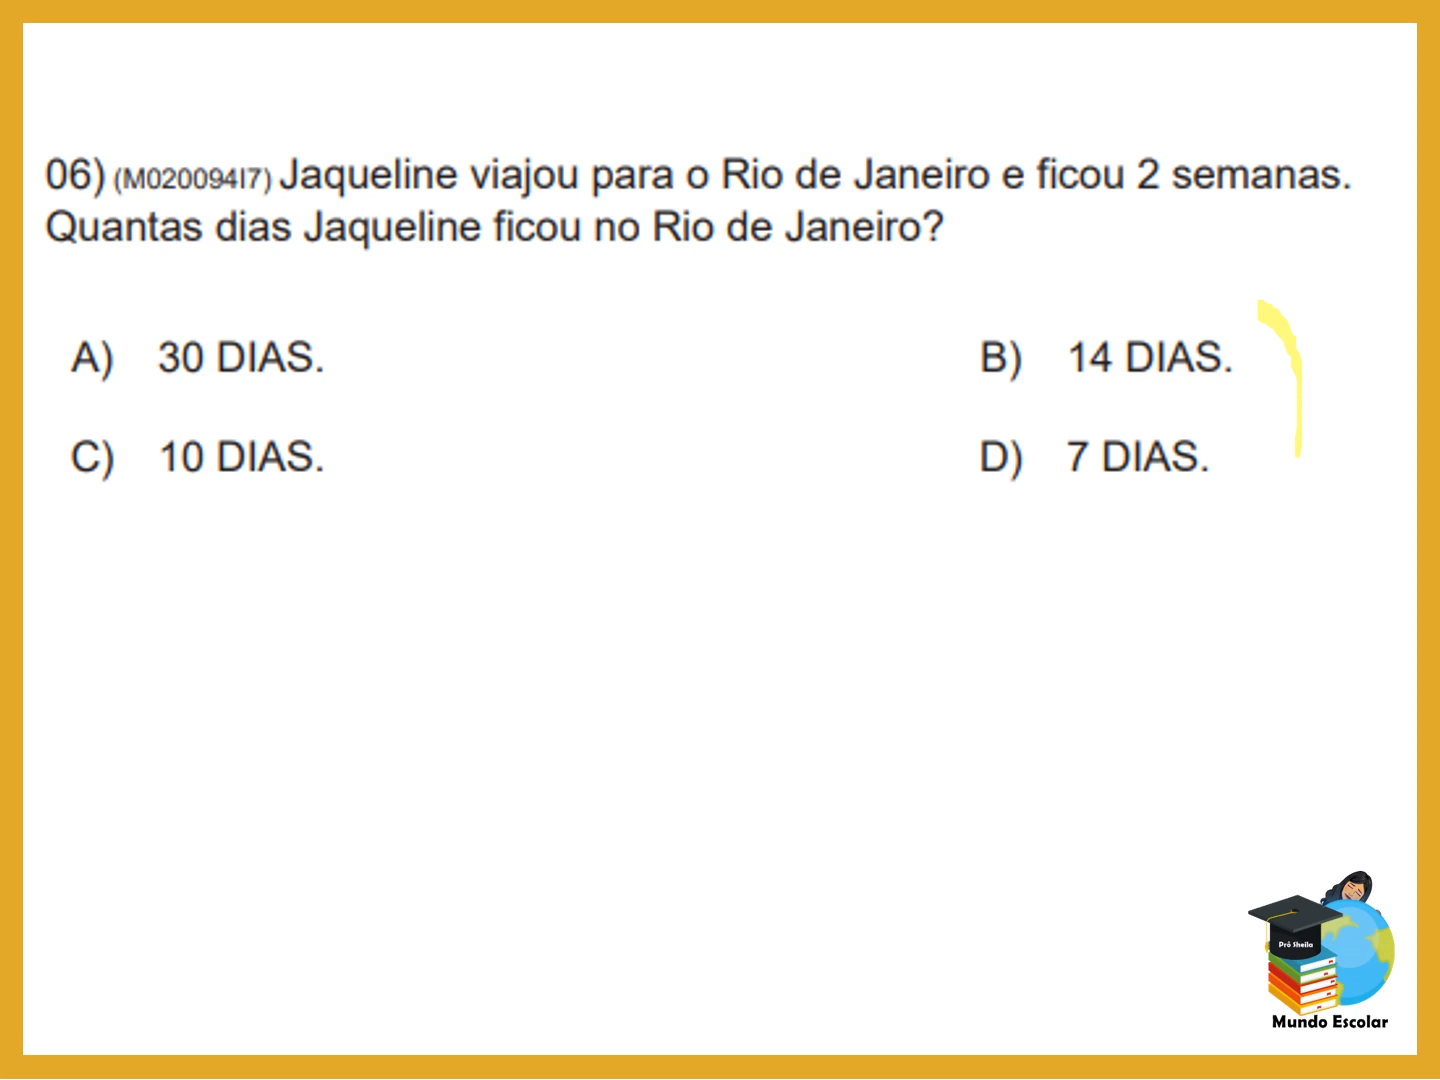 06) (M020094I7) Jaqueline viajou para o Rio de Janeiro e ficou 2 semanas.
Quantas dias Jaqueline ficou no Rio de Janeiro?
A) 30 DIAS.
B) 14 DIAS.
C) 10 DIAS.
D) 7 DIAS.
Prô Sheila
Mundo Escolar